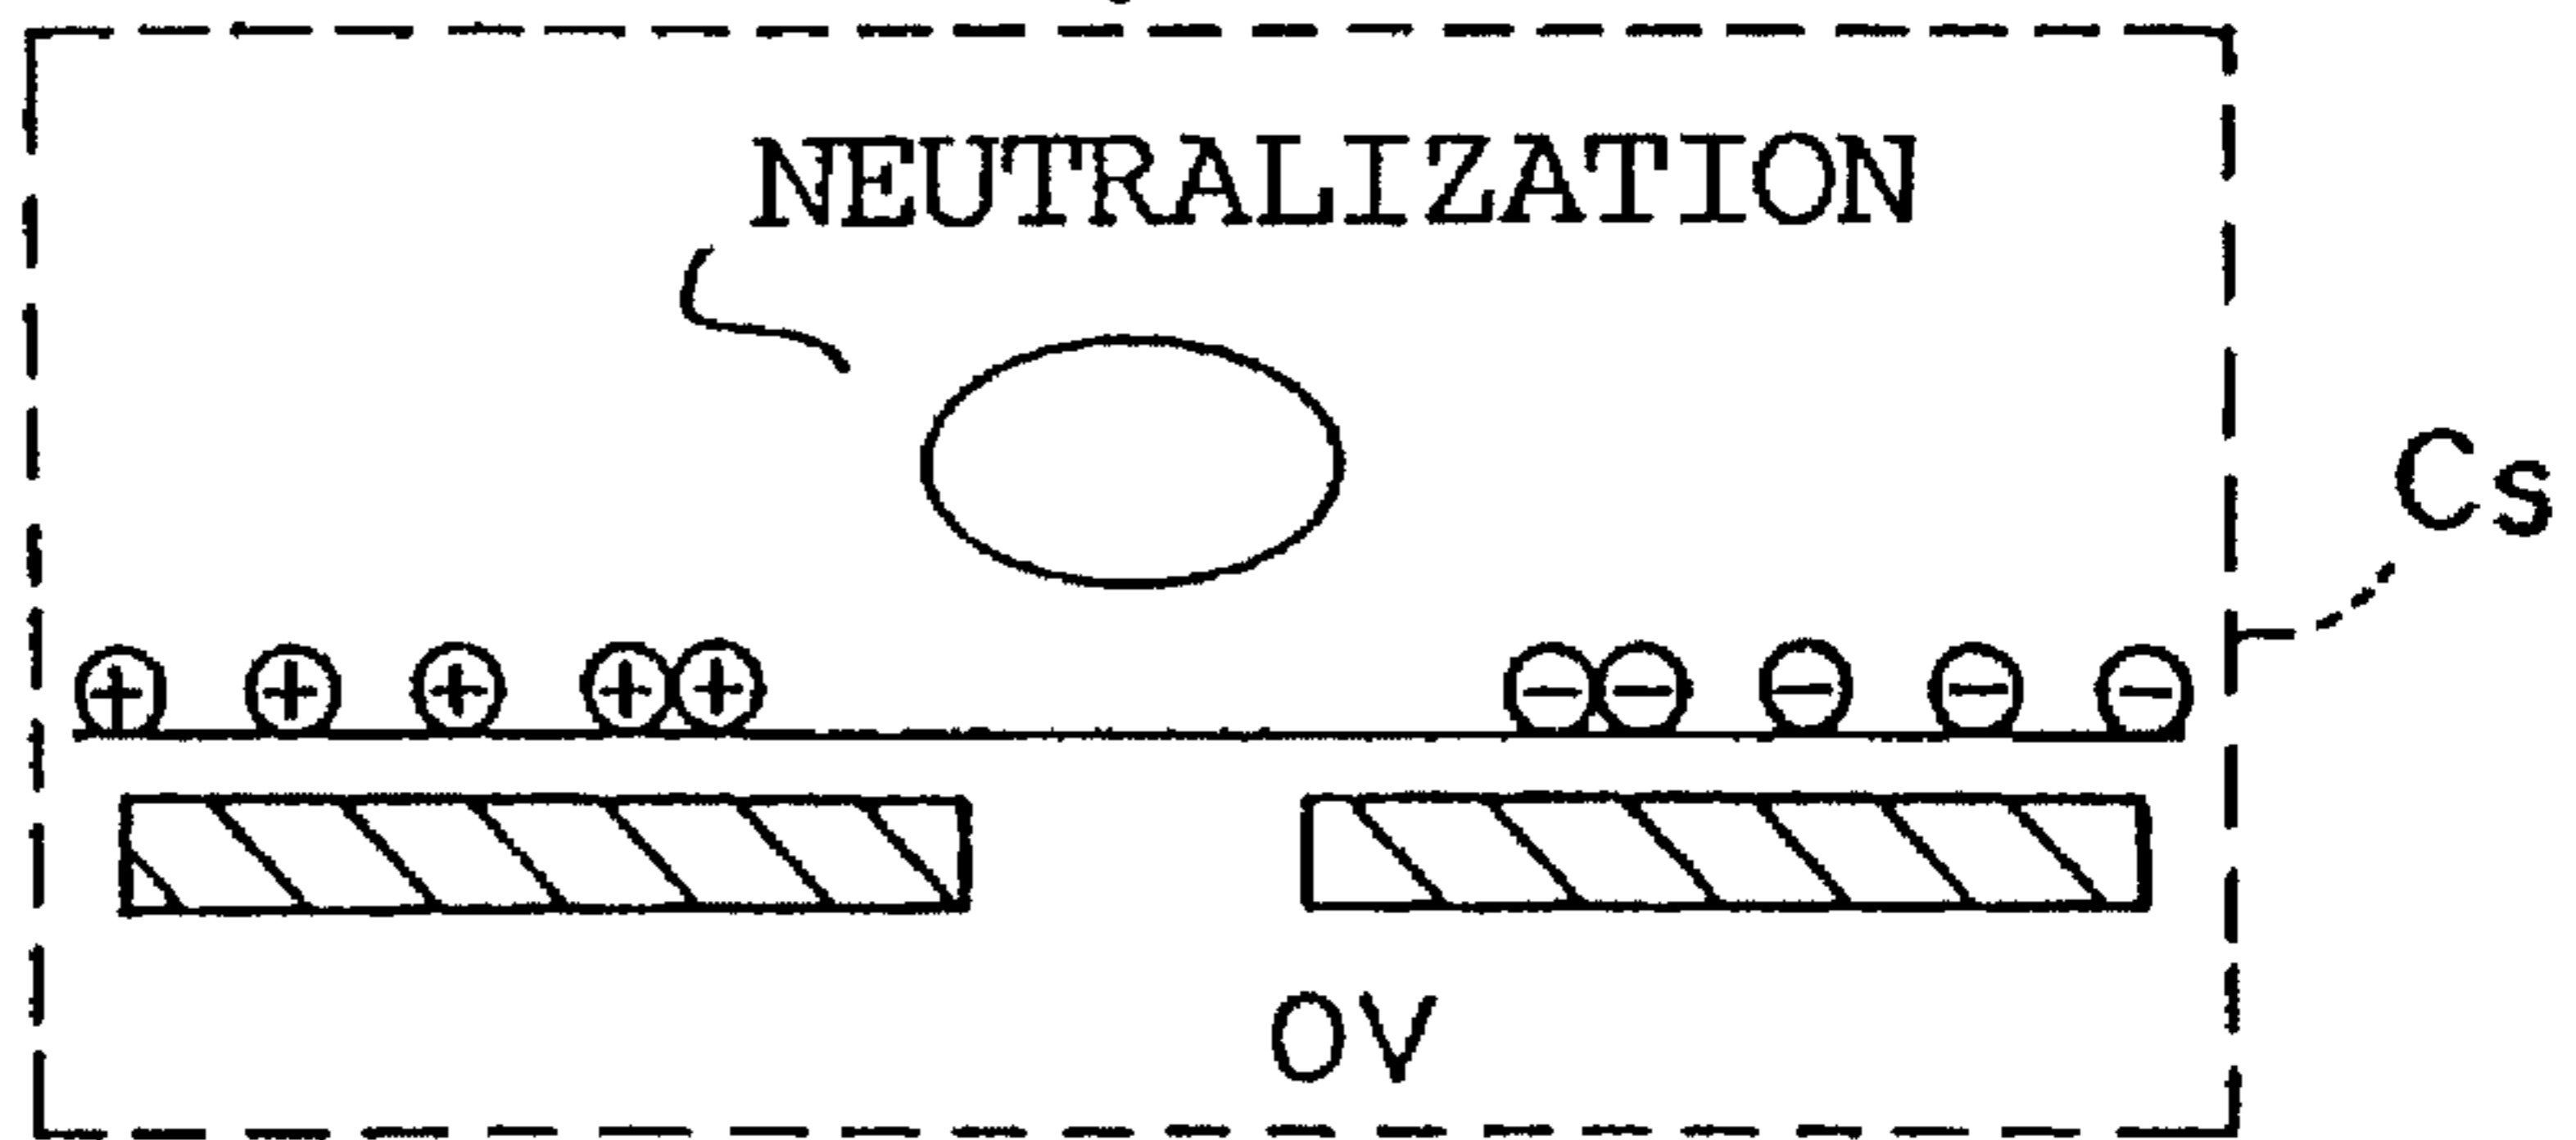 NEUTRALIZATION
Cs
+ + + + + - - - - -
0V